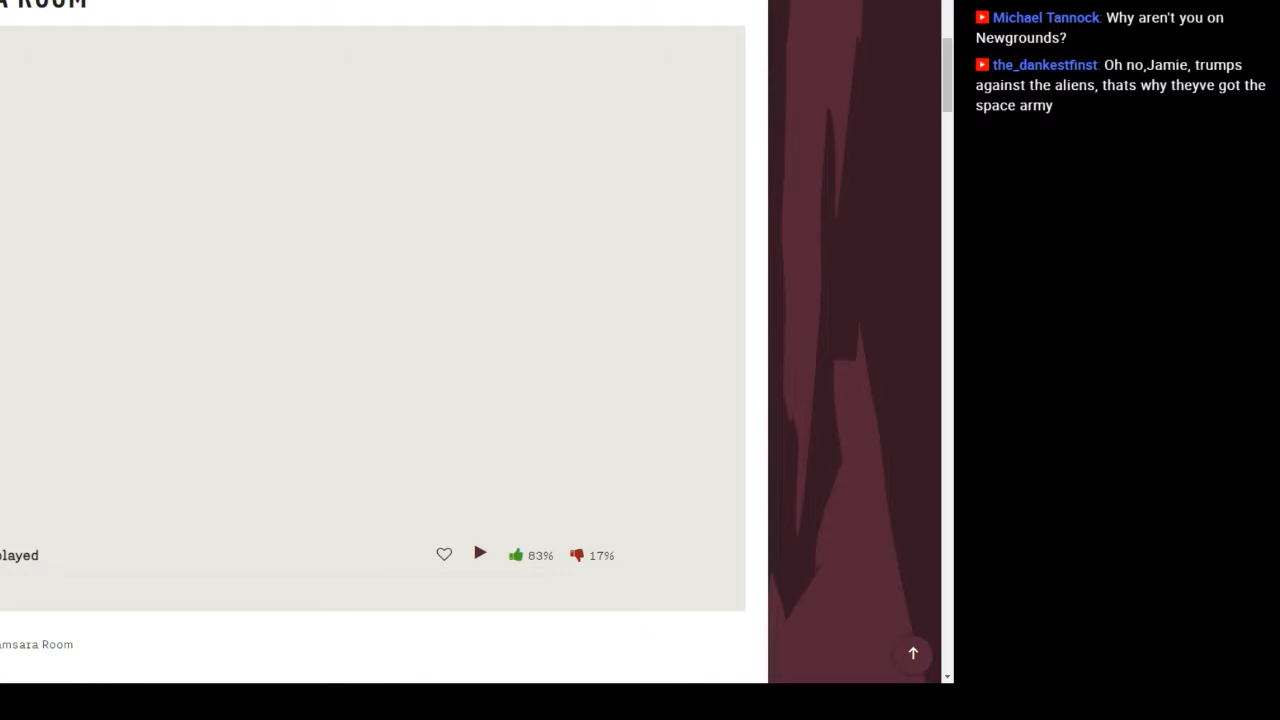 A ROOM
played
83%
17%
amsara Room
Michael Tannock: Why aren't you on
Newgrounds?
the_dankestfinst: Oh no,Jamie, trumps
against the aliens, thats why theyve got the
space army